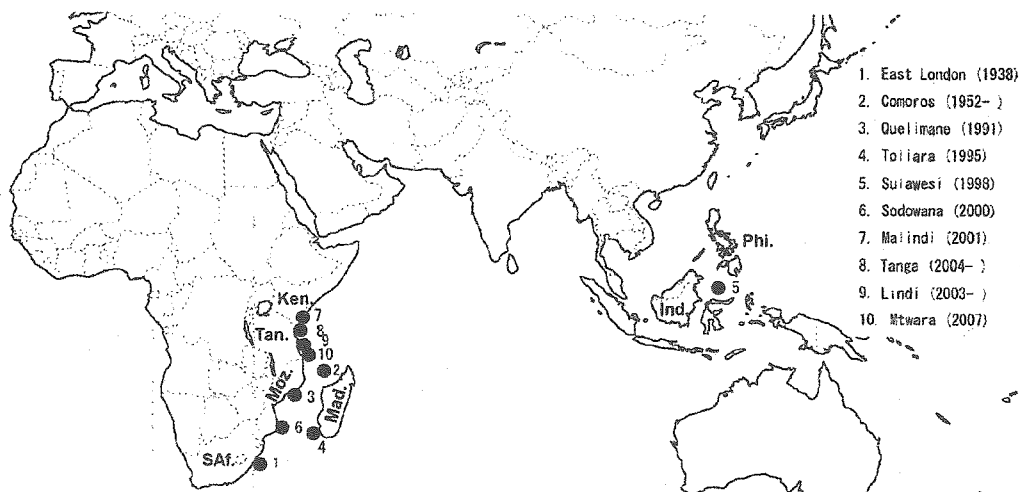 1. East London (1938)
2. Comoros (1952- )
3. Quelimane (1991)
4. Toliara (1995)
5. Sulawesi (1998)
6. Sodowana (2000)
7. Malindi (2001)
8. Tanga (2004- )
9. Lindi (2003- )
10. Mtwara (2007)
Phi.
5
Ind.
Ken.
7
Tan.
8
9
10
2
Moz.
3
Mad.
6
4
SAf.
1